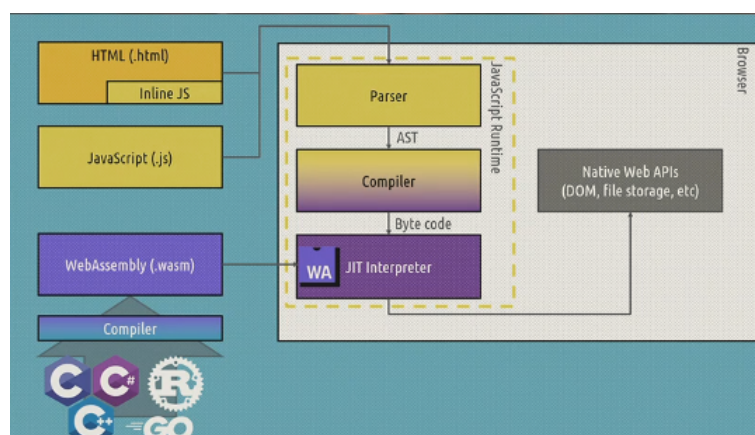 HTML (.html)
Inline JS
JavaScript (.js)
WebAssembly (.wasm)
Compiler
C
C#
R
C++
GO
Parser
AST
Compiler
Byte code
WA
JIT Interpreter
JavaScript Runtime
Native Web APIs
(DOM, file storage, etc)
Browser